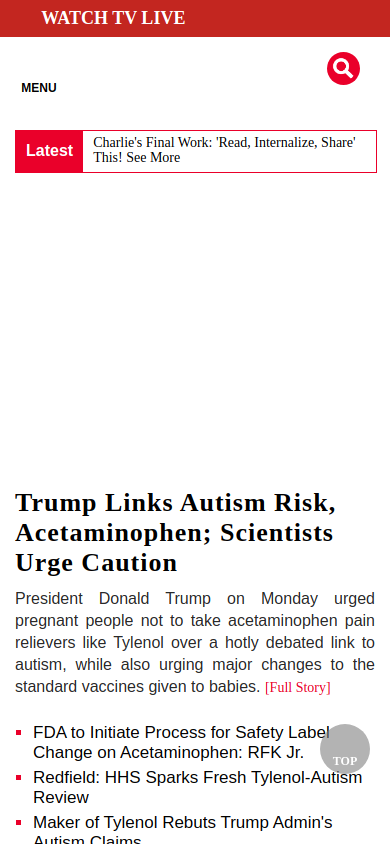 WATCH TV LIVE
MENU
Latest
Charlie's Final Work: 'Read, Internalize, Share'
This! See More
Trump Links Autism Risk,
Acetaminophen; Scientists
Urge Caution
President Donald Trump on Monday urged
pregnant people not to take acetaminophen pain
relievers like Tylenol over a hotly debated link to
autism, while also urging major changes to the
standard vaccines given to babies. [Full Story]
FDA to Initiate Process for Safety Label
Change on Acetaminophen: RFK Jr.
TOP
Redfield: HHS Sparks Fresh Tylenol-Autism
Review
Maker of Tylenol Rebuts Trump Admin's
Autism Claims